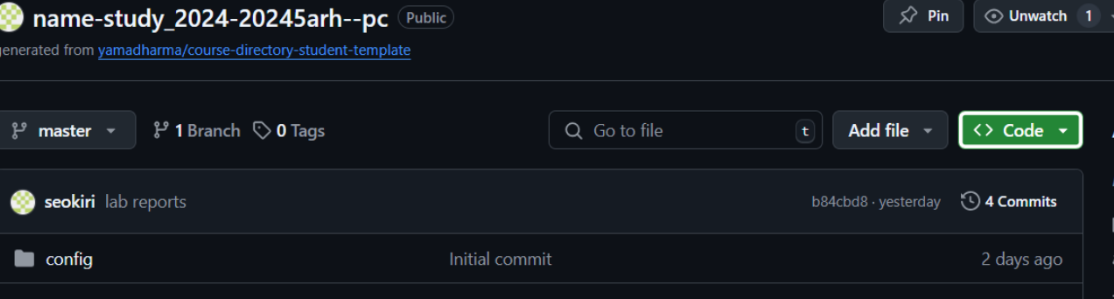 name-study_2024-20245arh--pc Public Pin Unwatch 1
generated from yamadharma/course-directory-student-template
master 1 Branch 0 Tags Go to file t Add file <> Code
seokiri lab reports b84cbd8 · yesterday 4 Commits
config Initial commit 2 days ago